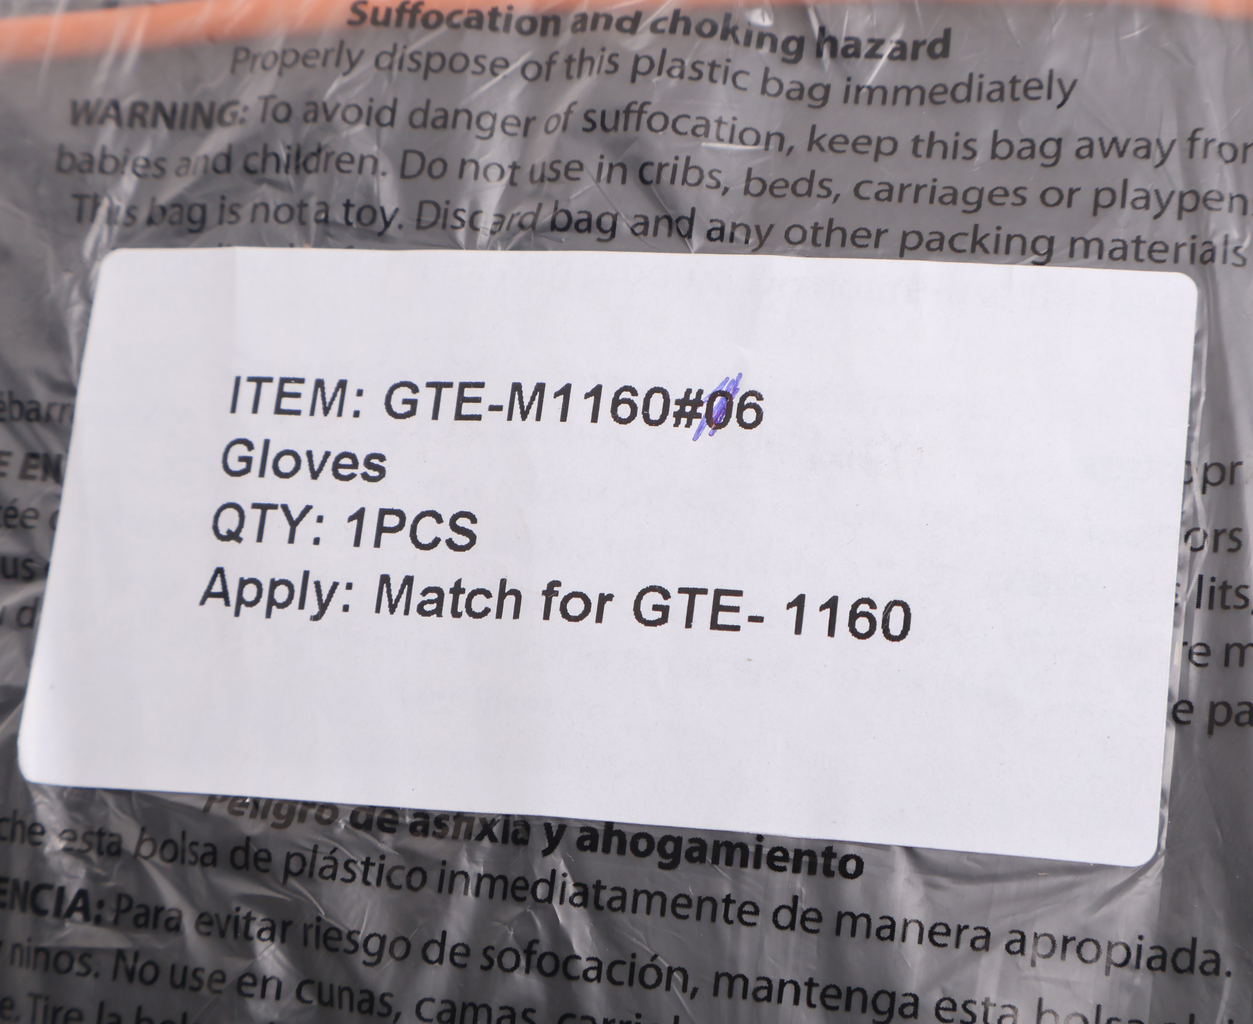 Suffocation and choking hazard
Properly dispose of this plastic bag immediately
WARNING: To avoid danger of suffocation, keep this bag away from
babies and children. Do not use in cribs, beds, carriages or playpen
This bag is not a toy. Discard bag and any other packing materials
ITEM: GTE-M1160#06
Gloves
QTY: 1PCS
Apply: Match for GTE- 1160
Peligro de asfixia y ahogamiento
che esta bolsa de plástico inmediatamente de manera apropiada.
ENCIA: Para evitar riesgo de sofocación, mantenga esta bolsa
ninos. No use en cunas, camas,
e. Tire la